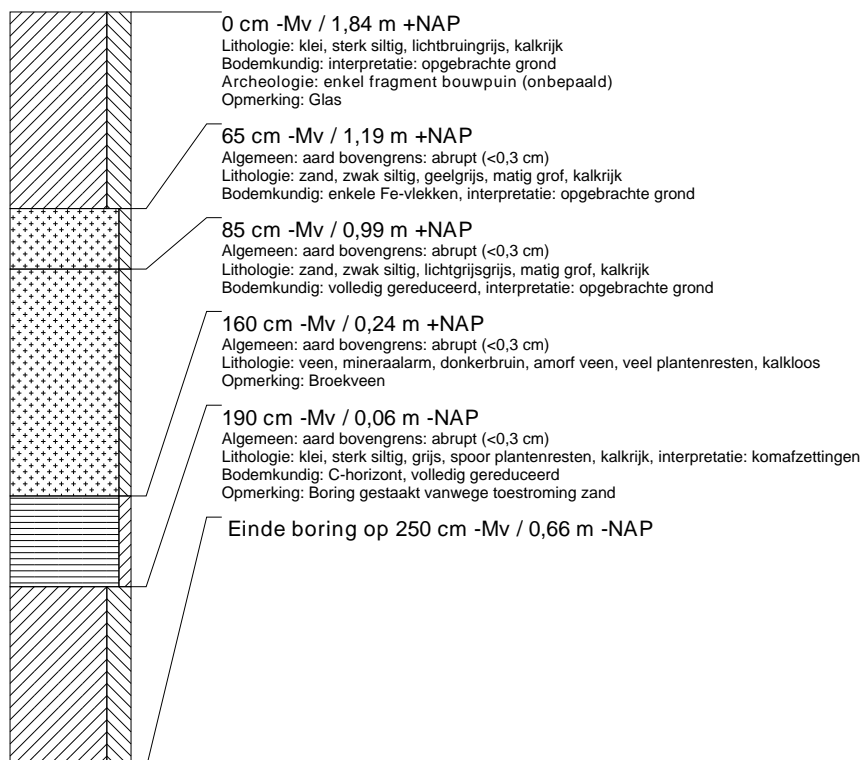 0 cm -Mv / 1,84 m +NAP
Lithologie: klei, sterk siltig, lichtbruingrijs, kalkrijk
Bodemkundig: interpretatie: opgebrachte grond
Archeologie: enkel fragment bouwpuin (onbepaald)
Opmerking: Glas
65 cm -Mv / 1,19 m +NAP
Algemeen: aard bovengrens: abrupt (<0,3 cm)
Lithologie: zand, zwak siltig, geelgrijs, matig grof, kalkrijk
Bodemkundig: enkele Fe-vlekken, interpretatie: opgebrachte grond
85 cm -Mv / 0,99 m +NAP
Algemeen: aard bovengrens: abrupt (<0,3 cm)
Lithologie: zand, zwak siltig, lichtgrijsgrijs, matig grof, kalkrijk
Bodemkundig: volledig gereduceerd, interpretatie: opgebrachte grond
160 cm -Mv / 0,24 m +NAP
Algemeen: aard bovengrens: abrupt (<0,3 cm)
Lithologie: veen, mineraalarm, donkerbruin, amorf veen, veel plantenresten, kalkloos
Opmerking: Broekveen
190 cm -Mv / 0,06 m -NAP
Algemeen: aard bovengrens: abrupt (<0,3 cm)
Lithologie: klei, sterk siltig, grijs, spoor plantenresten, kalkrijk, interpretatie: komafzettingen
Bodemkundig: C-horizont, volledig gereduceerd
Opmerking: Boring gestaakt vanwege toestroming zand
Einde boring op 250 cm -Mv / 0,66 m -NAP